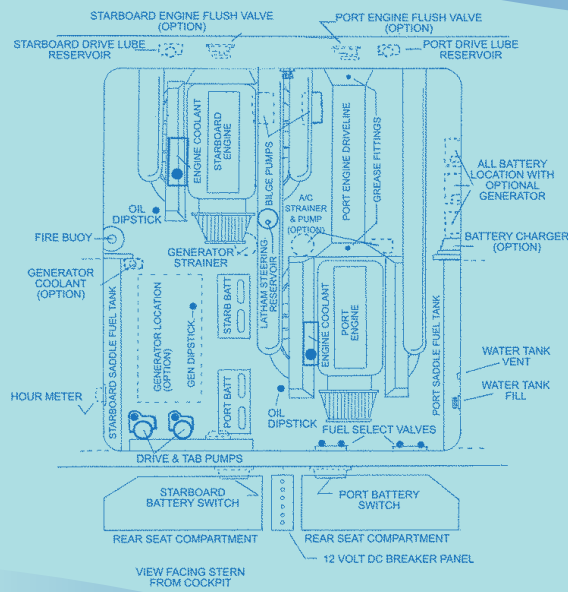 STARBOARD ENGINE FLUSH VALVE
(OPTION)
PORT ENGINE FLUSH VALVE
(OPTION)
STARBOARD DRIVE LUBE
RESERVOIR
PORT DRIVE LUBE
RESERVOIR
ENGINE COOLANT
STARBOARD
ENGINE
BILGE PUMPS
PORT ENGINE DRIVELINE
GREASE FITTINGS
ALL BATTERY
LOCATION WITH
OPTIONAL
GENERATOR
OIL
DIPSTICK
A/C
STRAINER
& PUMP
(OPTION)
FIRE BUOY
BATTERY CHARGER
(OPTION)
GENERATOR
STRAINER
LATHAM STEERING
RESERVOIR
GENERATOR
COOLANT
(OPTION)
STARBOARD SADDLE FUEL TANK
GENERATOR LOCATION
(OPTION)
GEN DIPSTICK
STARB BATT
ENGINE COOLANT
PORT
ENGINE
PORT SADDLE FUEL TANK
WATER TANK
VENT
WATER TANK
FILL
HOUR METER
PORT BATT
OIL
DIPSTICK
FUEL SELECT VALVES
DRIVE & TAB PUMPS
STARBOARD
BATTERY SWITCH
PORT BATTERY
SWITCH
REAR SEAT COMPARTMENT
REAR SEAT COMPARTMENT
12 VOLT DC BREAKER PANEL
VIEW FACING STERN
FROM COCKPIT